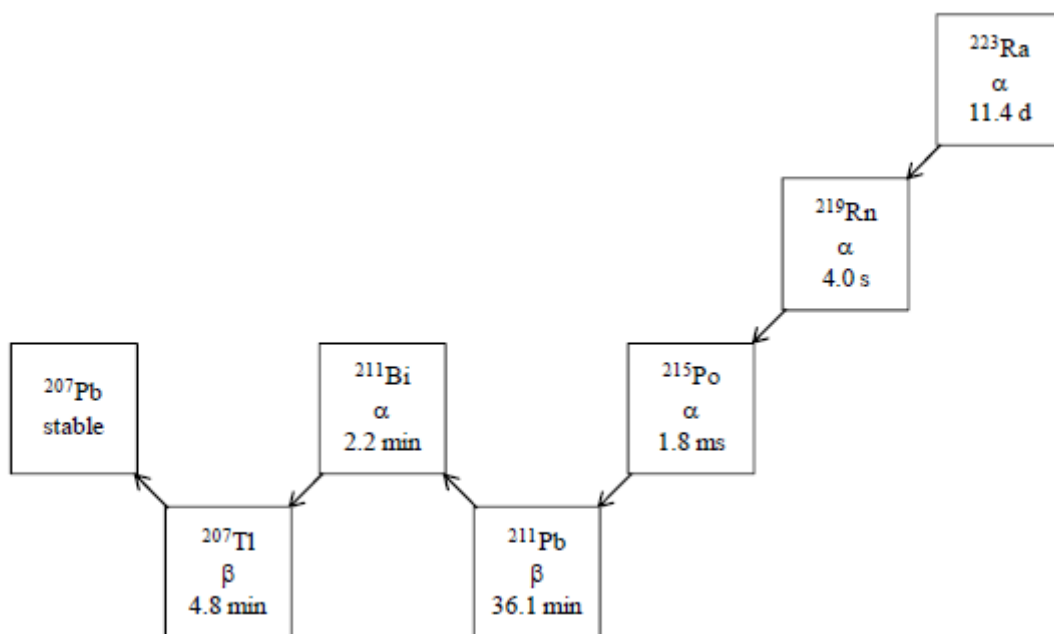 ²²³Ra
α
11.4 d
²¹⁹Rn
α
4.0 s
²⁰⁷Pb
stable
²¹¹Bi
α
2.2 min
²¹⁵Po
α
1.8 ms
²⁰⁷Tl
β
4.8 min
²¹¹Pb
β
36.1 min